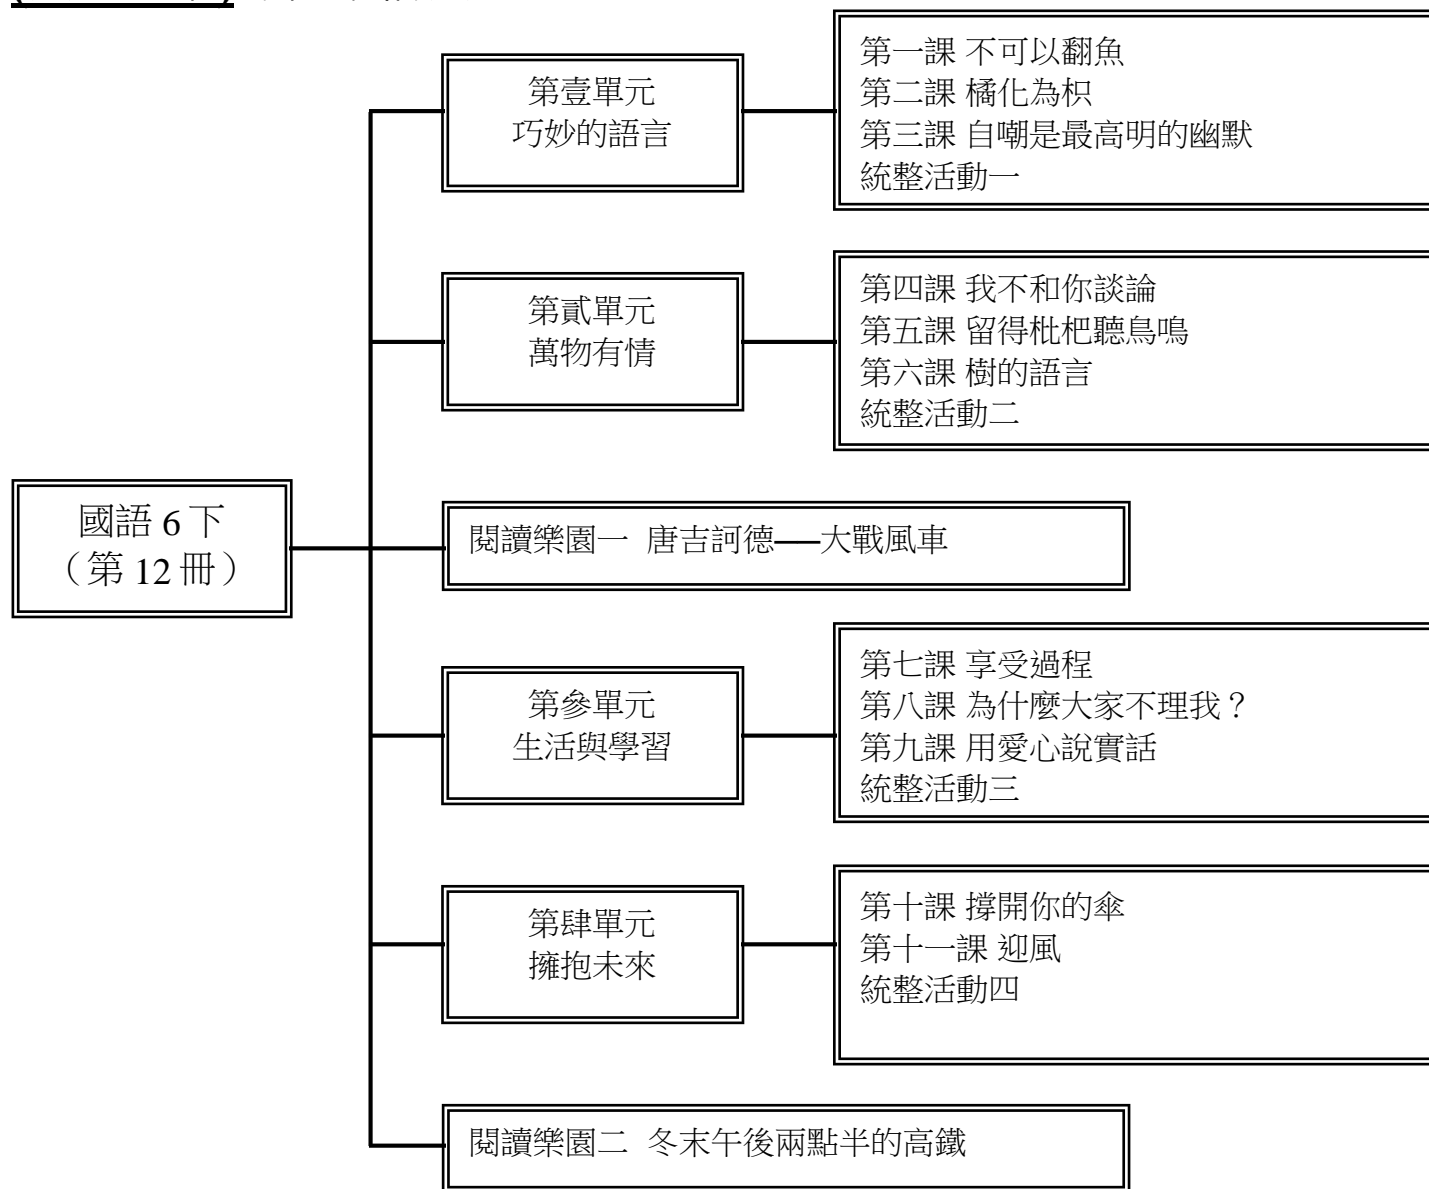 第壹單元
巧妙的語言
第一課 不可以翻魚
第二課 橘化為枳
第三課 自嘲是最高明的幽默
統整活動一
第貳單元
萬物有情
第四課 我不和你談論
第五課 留得枇杷聽鳥鳴
第六課 樹的語言
統整活動二
國語 6 下
（第 12 冊）
閱讀樂園一 唐吉訶德──大戰風車
第參單元
生活與學習
第七課 享受過程
第八課 為什麼大家不理我？
第九課 用愛心說實話
統整活動三
第肆單元
擁抱未來
第十課 撐開你的傘
第十一課 迎風
統整活動四
閱讀樂園二 冬末午後兩點半的高鐵